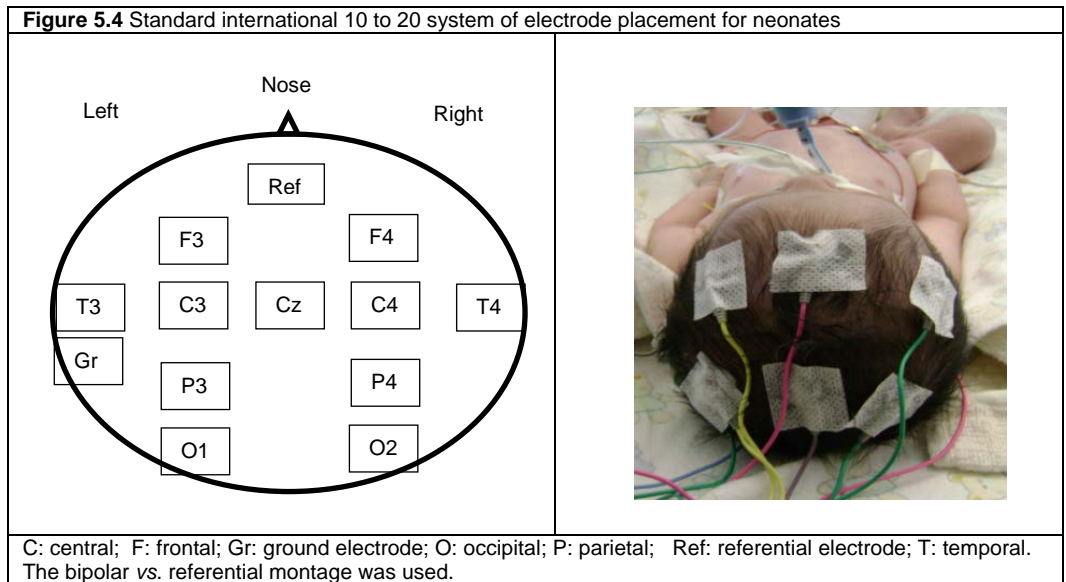 Figure 5.4 Standard international 10 to 20 system of electrode placement for neonates
Nose
Left
Right
Ref
F3
F4
T3
C3
Cz
C4
T4
Gr
P3
P4
O1
O2
C: central; F: frontal; Gr: ground electrode; O: occipital; P: parietal; Ref: referential electrode; T: temporal.
The bipolar vs. referential montage was used.